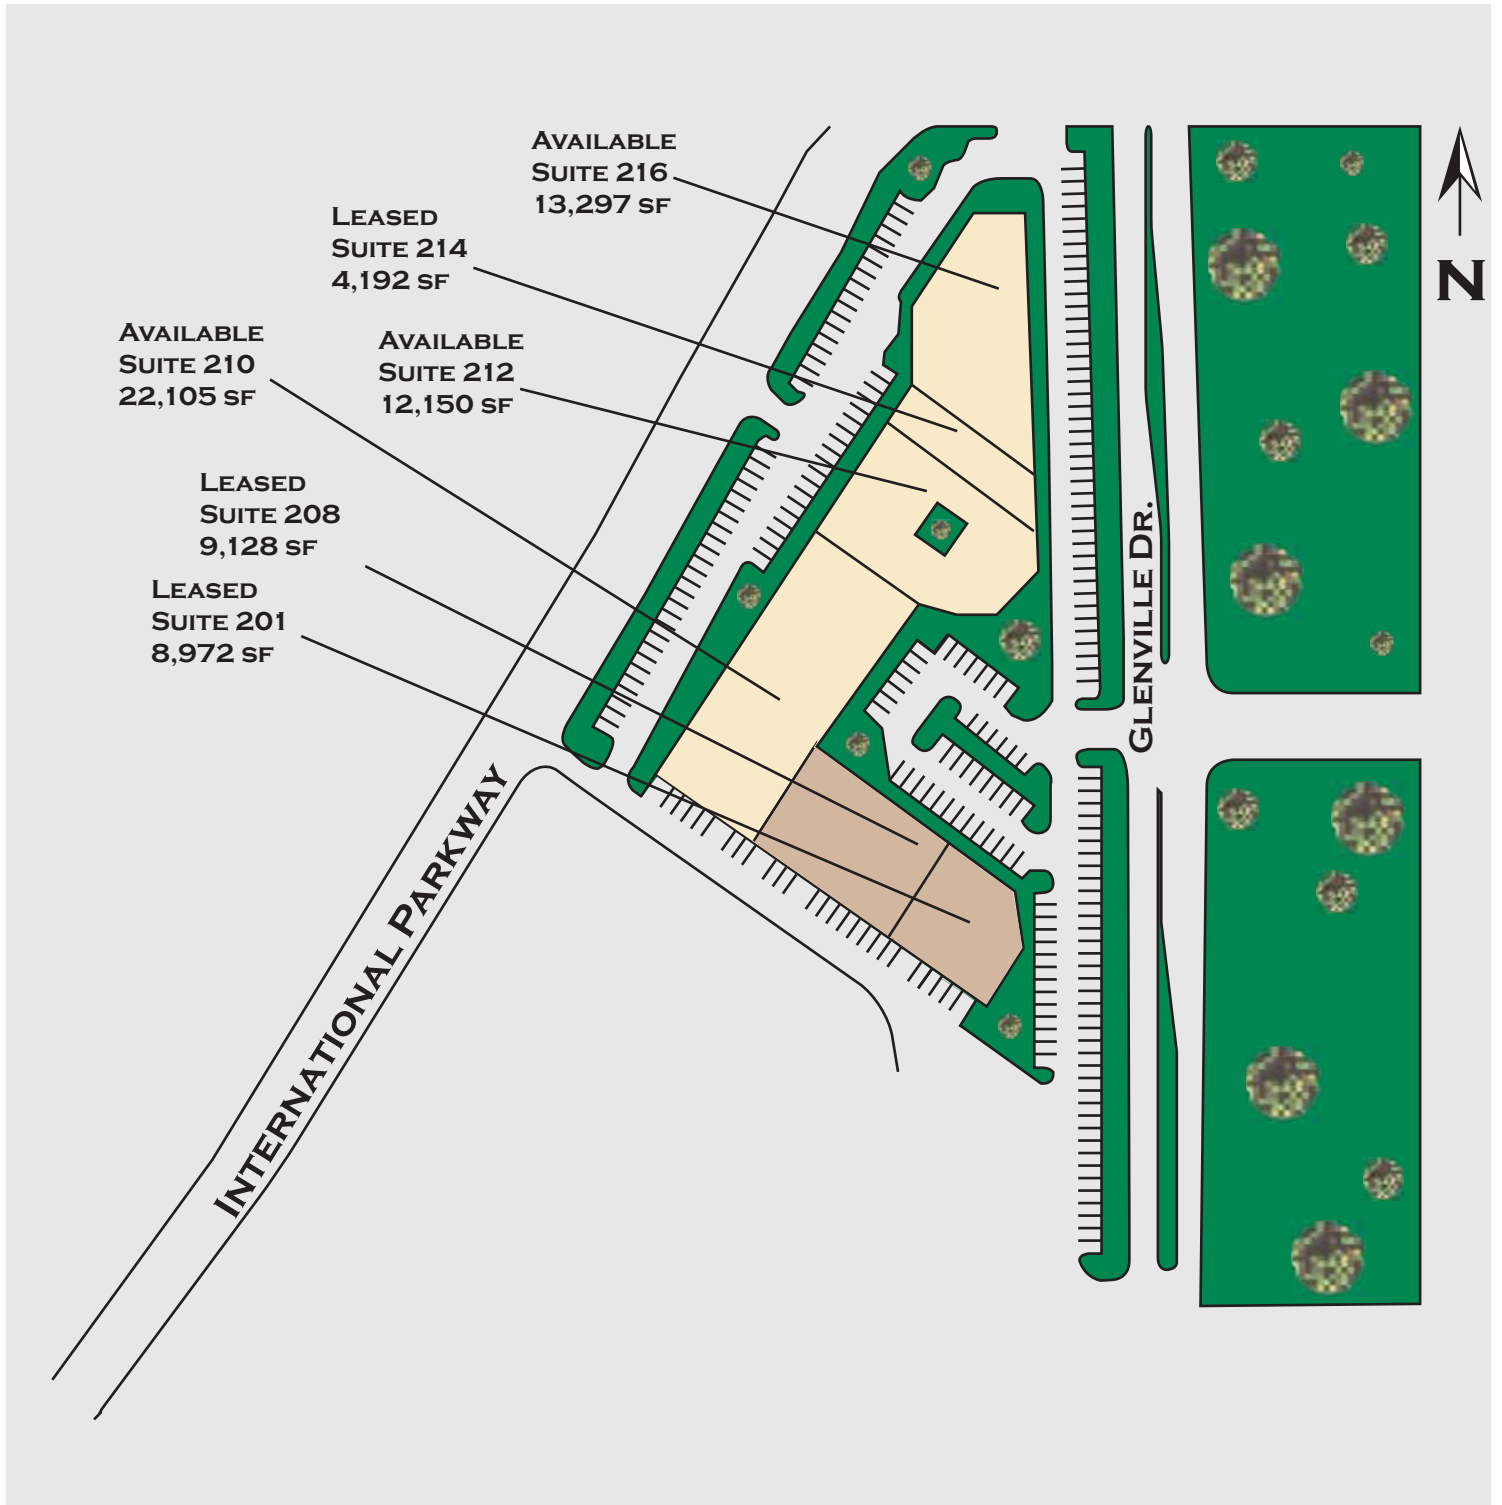 Available
Suite 216
13,297 SF
Leased
Suite 214
4,192 SF
Available
Suite 210
22,105 SF
Available
Suite 212
12,150 SF
Leased
Suite 208
9,128 SF
Leased
Suite 201
8,972 SF
N
Glenville Dr.
International Parkway